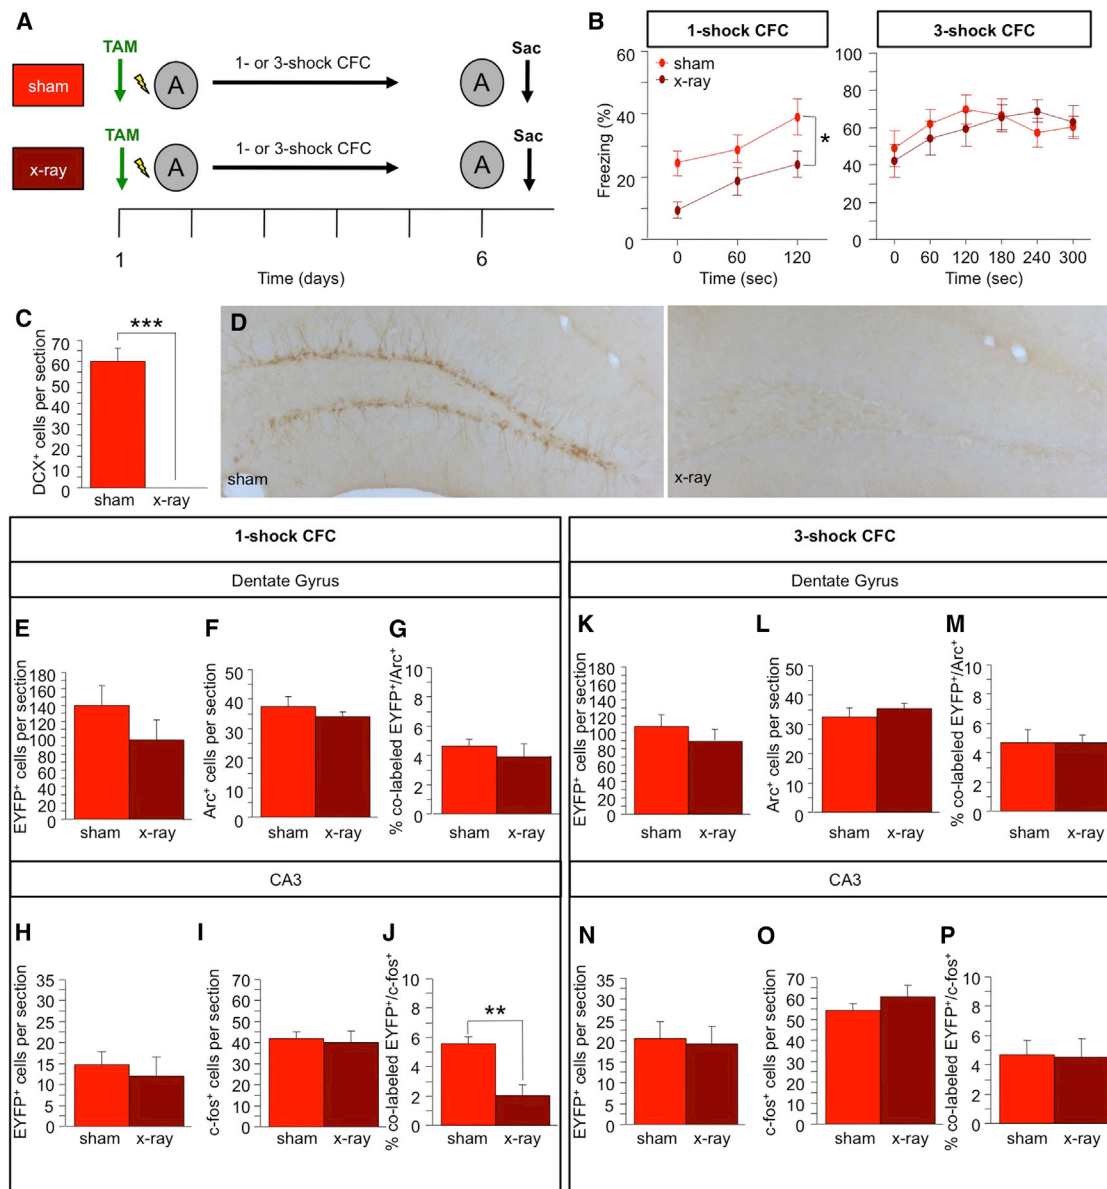 A
TAM
1- or 3-shock CFC
Sac
sham
A
A
TAM
1- or 3-shock CFC
Sac
x-ray
A
A
1
6
Time (days)
B
1-shock CFC
3-shock CFC
60
40
20
0
Freezing (%)
sham
x-ray
*
0
60
120
Time (sec)
100
80
60
40
20
0
0 60 120 180 240 300
Time (sec)
C
***
70
60
50
40
30
20
10
0
DCX+ cells per section
sham x-ray
D
sham
x-ray
1-shock CFC
Dentate Gyrus
E
EYFP+ cells per section
180
160
140
120
100
80
60
40
20
0
sham x-ray
F
Arc+ cells per section
50
40
30
20
10
0
sham x-ray
G
% co-labeled EYFP+/Arc+
10
8
6
4
2
0
sham x-ray
CA3
H
EYFP+ cells per section
35
30
25
20
15
10
5
0
sham x-ray
I
c-fos+ cells per section
70
60
50
40
30
20
10
0
sham x-ray
J
% co-labeled EYFP+/c-fos+
10
8
6
4
2
0
**
sham x-ray
3-shock CFC
Dentate Gyrus
K
EYFP+ cells per section
180
160
140
120
100
80
60
40
20
0
sham x-ray
L
Arc+ cells per section
50
40
30
20
10
0
sham x-ray
M
% co-labeled EYFP+/Arc+
10
8
6
4
2
0
sham x-ray
CA3
N
EYFP+ cells per section
35
30
25
20
15
10
5
0
sham x-ray
O
c-fos+ cells per section
70
60
50
40
30
20
10
0
sham x-ray
P
% co-labeled EYFP+/c-fos+
10
8
6
4
2
0
sham x-ray